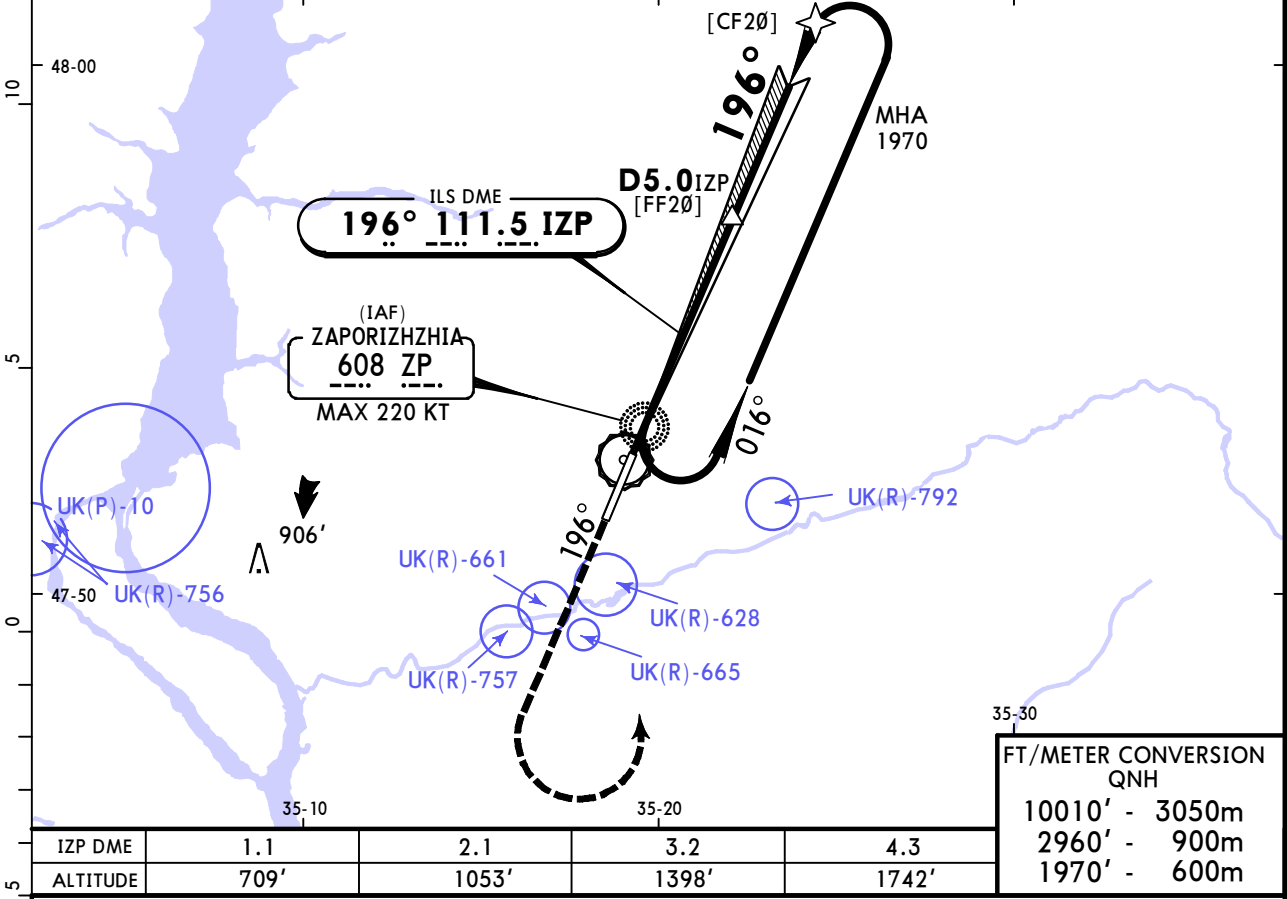 [CF2Ø]
48-00
10
196°
MHA
1970
D5.0 IZP
[FF2Ø]
ILS DME
196° 111.5 IZP
(IAF)
ZAPORIZHZHIA
608 ZP
MAX 220 KT
5
016°
UK(P)-10
906'
196°
UK(R)-792
UK(R)-661
UK(R)-756
47-50
UK(R)-628
0
UK(R)-757
UK(R)-665
35-30
35-10
35-20
FT/METER CONVERSION
QNH
10010' - 3050m
2960' - 900m
1970' - 600m
IZP DME 1.1 2.1 3.2 4.3
ALTITUDE 709' 1053' 1398' 1742'
5